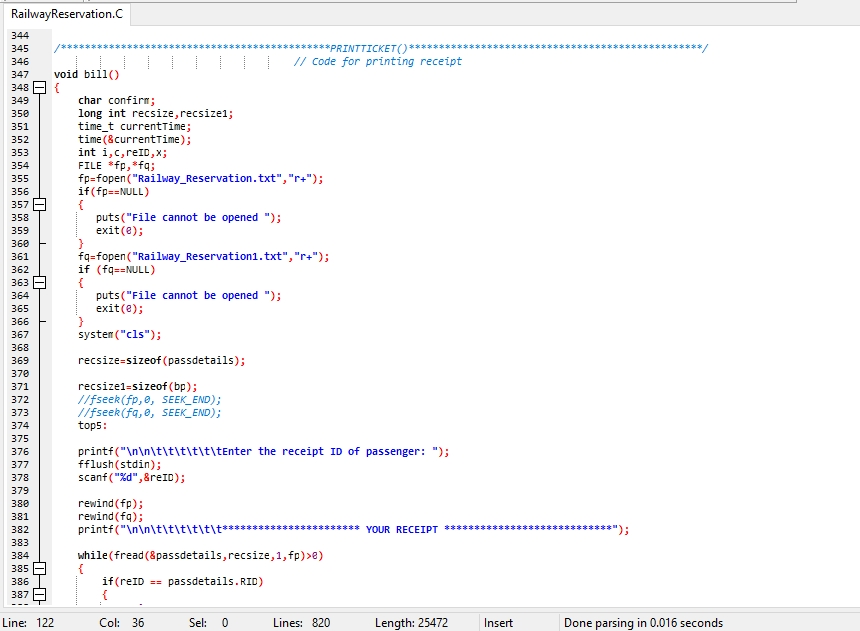 RailwayReservation.C
344
345 /*********************************************PRINTTICKET()*************************************************/
346 // Code for printing receipt
347 void bill()
348 {
349 char confirm;
350 long int recsize,recsize1;
351 time_t currentTime;
352 time(&currentTime);
353 int i,c,reID,x;
354 FILE *fp,*fq;
355 fp=fopen("Railway_Reservation.txt","r+");
356 if(fp==NULL)
357 {
358 puts("File cannot be opened ");
359 exit(0);
360 }
361 fq=fopen("Railway_Reservation1.txt","r+");
362 if (fq==NULL)
363 {
364 puts("File cannot be opened ");
365 exit(0);
366 }
367 system("cls");
368
369 recsize=sizeof(passdetails);
370
371 recsize1=sizeof(bp);
372 //fseek(fp,0, SEEK_END);
373 //fseek(fq,0, SEEK_END);
374 top5:
375
376 printf("\n\n\t\t\t\t\t\tEnter the receipt ID of passenger: ");
377 fflush(stdin);
378 scanf("%d",&reID);
379
380 rewind(fp);
381 rewind(fq);
382 printf("\n\n\t\t\t\t\t\t*********************** YOUR RECEIPT ****************************");
383
384 while(fread(&passdetails,recsize,1,fp)>0)
385 {
386 if(reID == passdetails.RID)
387 {
Line: 122 Col: 36 Sel: 0 Lines: 820 Length: 25472 Insert Done parsing in 0.016 seconds